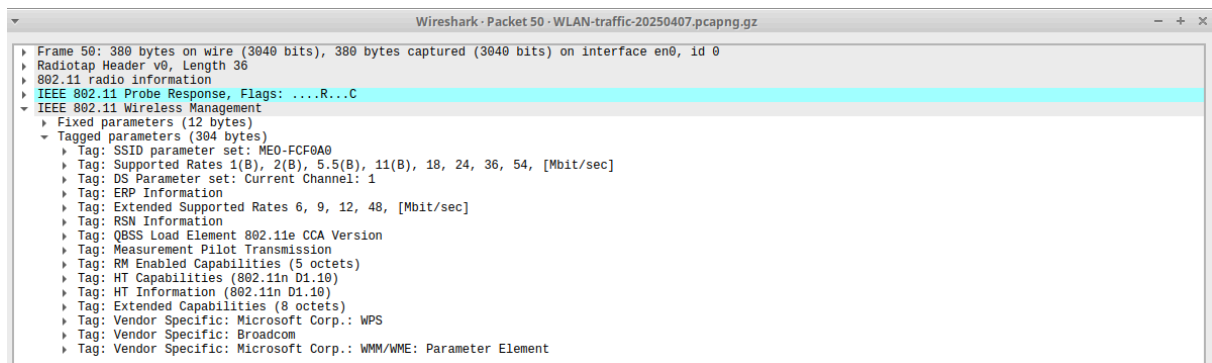 Wireshark · Packet 50 · WLAN-traffic-20250407.pcapng.gz
Frame 50: 380 bytes on wire (3040 bits), 380 bytes captured (3040 bits) on interface en0, id 0
Radiotap Header v0, Length 36
802.11 radio information
IEEE 802.11 Probe Response, Flags: ....R...C
IEEE 802.11 Wireless Management
Fixed parameters (12 bytes)
Tagged parameters (304 bytes)
Tag: SSID parameter set: MEO-FCF0A0
Tag: Supported Rates 1(B), 2(B), 5.5(B), 11(B), 18, 24, 36, 54, [Mbit/sec]
Tag: DS Parameter set: Current Channel: 1
Tag: ERP Information
Tag: Extended Supported Rates 6, 9, 12, 48, [Mbit/sec]
Tag: RSN Information
Tag: QBSS Load Element 802.11e CCA Version
Tag: Measurement Pilot Transmission
Tag: RM Enabled Capabilities (5 octets)
Tag: HT Capabilities (802.11n D1.10)
Tag: HT Information (802.11n D1.10)
Tag: Extended Capabilities (8 octets)
Tag: Vendor Specific: Microsoft Corp.: WPS
Tag: Vendor Specific: Broadcom
Tag: Vendor Specific: Microsoft Corp.: WMM/WME: Parameter Element